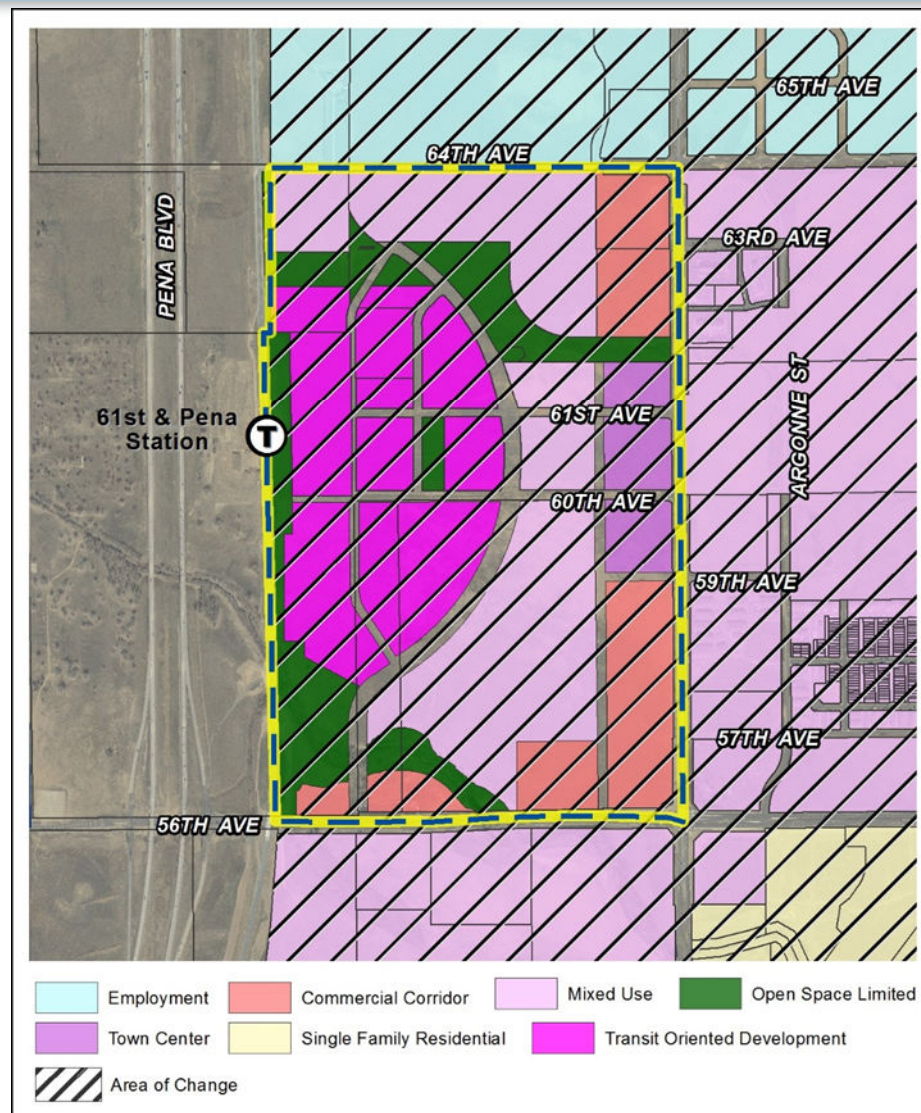 65TH AVE
64TH AVE
PENA BLVD
63RD AVE
ARGONNE ST
61st & Pena
Station
T
61ST AVE
60TH AVE
59TH AVE
57TH AVE
56TH AVE
Employment
Commercial Corridor
Mixed Use
Open Space Limited
Town Center
Single Family Residential
Transit Oriented Development
Area of Change